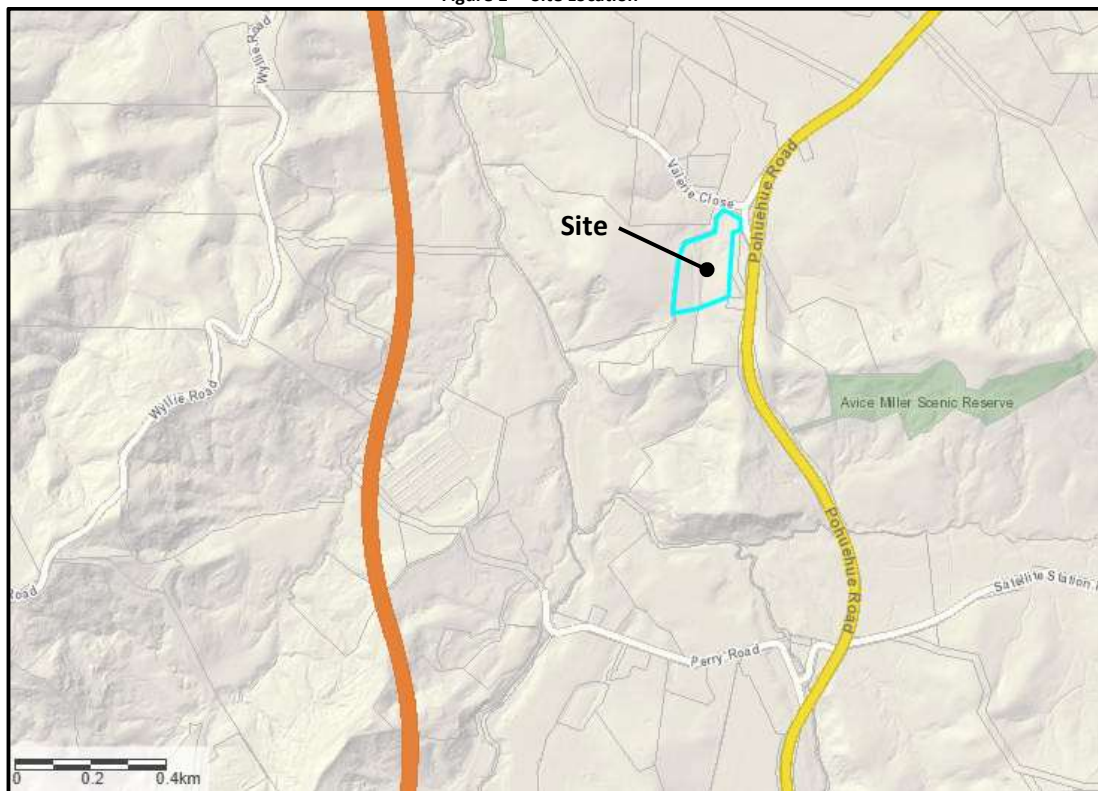 Figure – Site Location
Wyllie Road
Valerie Close
Pohuehue Road
Site
Wyllie Road
Avice Miller Scenic Reserve
Pohuehue Road
Road
Satellite Station
Perry Road
0 0.2 0.4km